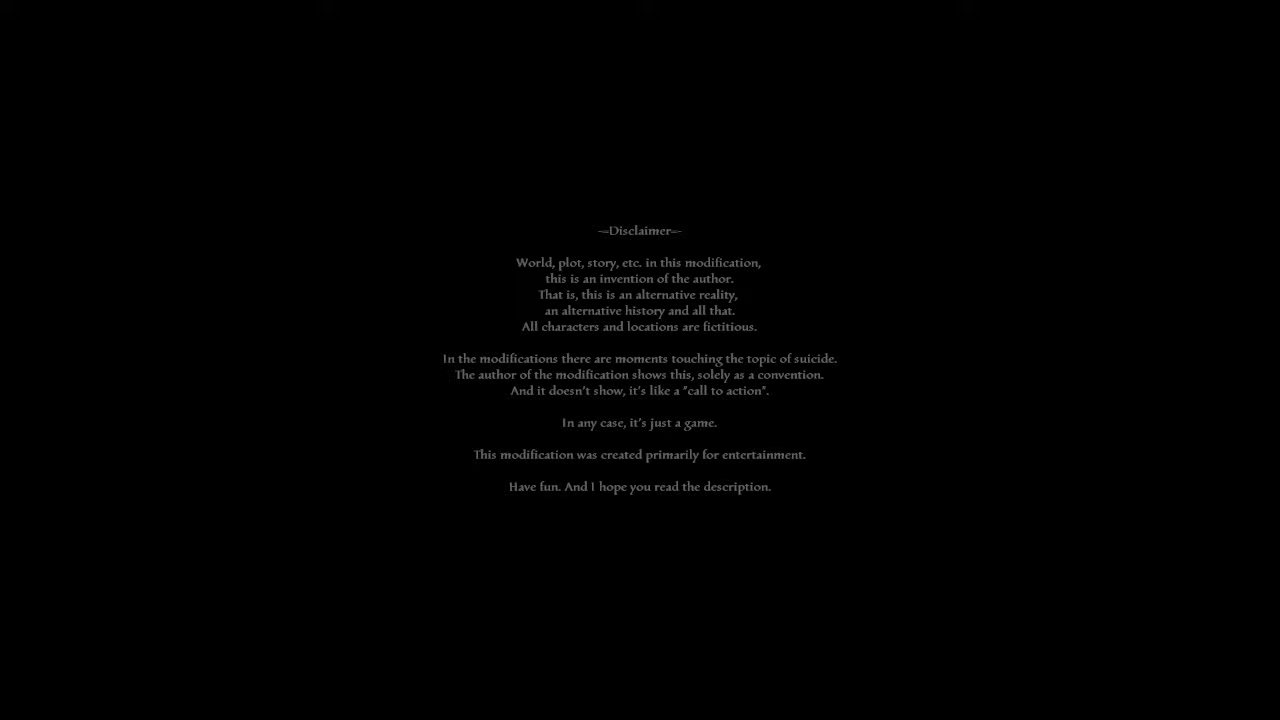 -=Disclaimer=-
World, plot, story, etc. in this modification,
this is an invention of the author.
That is, this is an alternative reality,
an alternative history and all that.
All characters and locations are fictitious.
In the modifications there are moments touching the topic of suicide.
The author of the modification shows this, solely as a convention.
And it doesn't show, it's like a "call to action".
In any case, it's just a game.
This modification was created primarily for entertainment.
Have fun. And I hope you read the description.